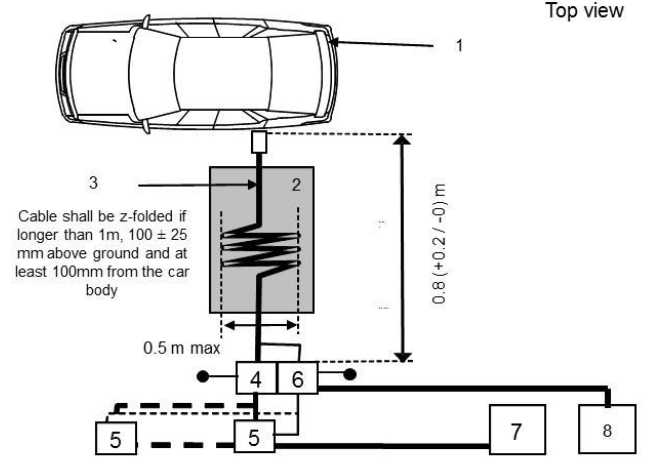 Top view
1
3
2
Cable shall be z-folded if
longer than 1m, 100 ± 25
mm above ground and at
least 100mm from the car
body
0.8 (+0.2 / -0) m
0.5 m max
4
6
5
5
7
8